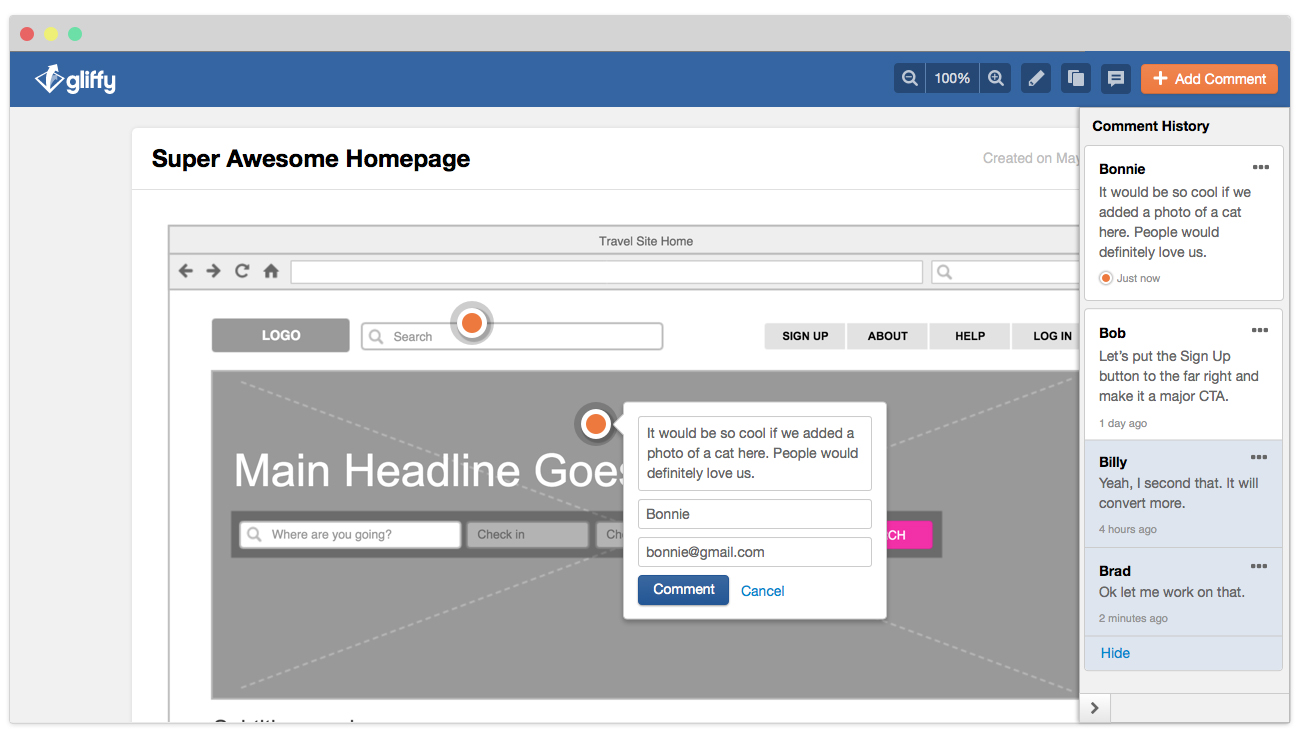 gliffy
100%
Add Comment
Super Awesome Homepage
Created on May
Travel Site Home
LOGO
Search
SIGN UP
ABOUT
HELP
LOG IN
Main Headline Goes
Where are you going?
Check in
It would be so cool if we added a
photo of a cat here. People would
definitely love us.
Bonnie
bonnie@gmail.com
Comment
Cancel
Comment History
Bonnie
It would be so cool if we
added a photo of a cat
here. People would
definitely love us.
Just now
Bob
Let's put the Sign Up
button to the far right and
make it a major CTA.
1 day ago
Billy
Yeah, I second that. It will
convert more.
4 hours ago
Brad
Ok let me work on that.
2 minutes ago
Hide